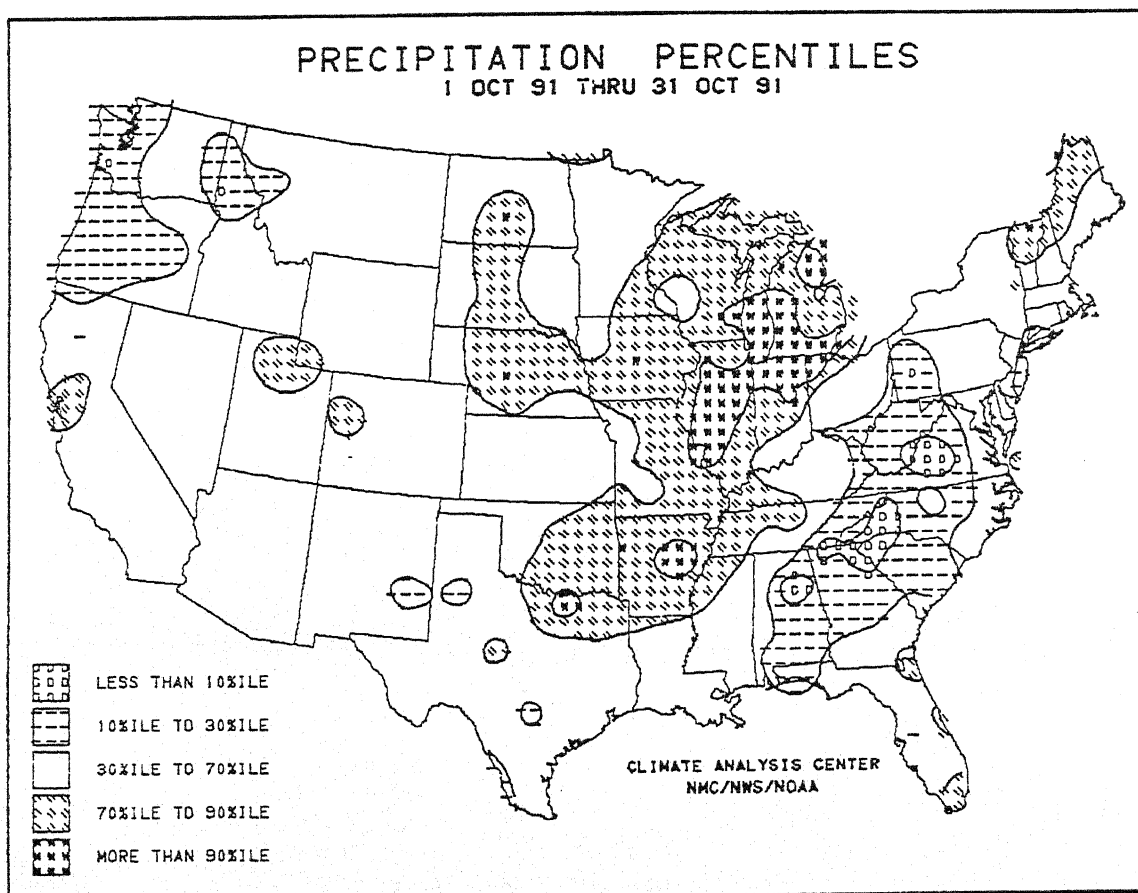 PRECIPITATION PERCENTILES
1 OCT 91 THRU 31 OCT 91
LESS THAN 10%ILE
10%ILE TO 30%ILE
30%ILE TO 70%ILE
70%ILE TO 90%ILE
MORE THAN 90%ILE
CLIMATE ANALYSIS CENTER
NMC/NWS/NOAA